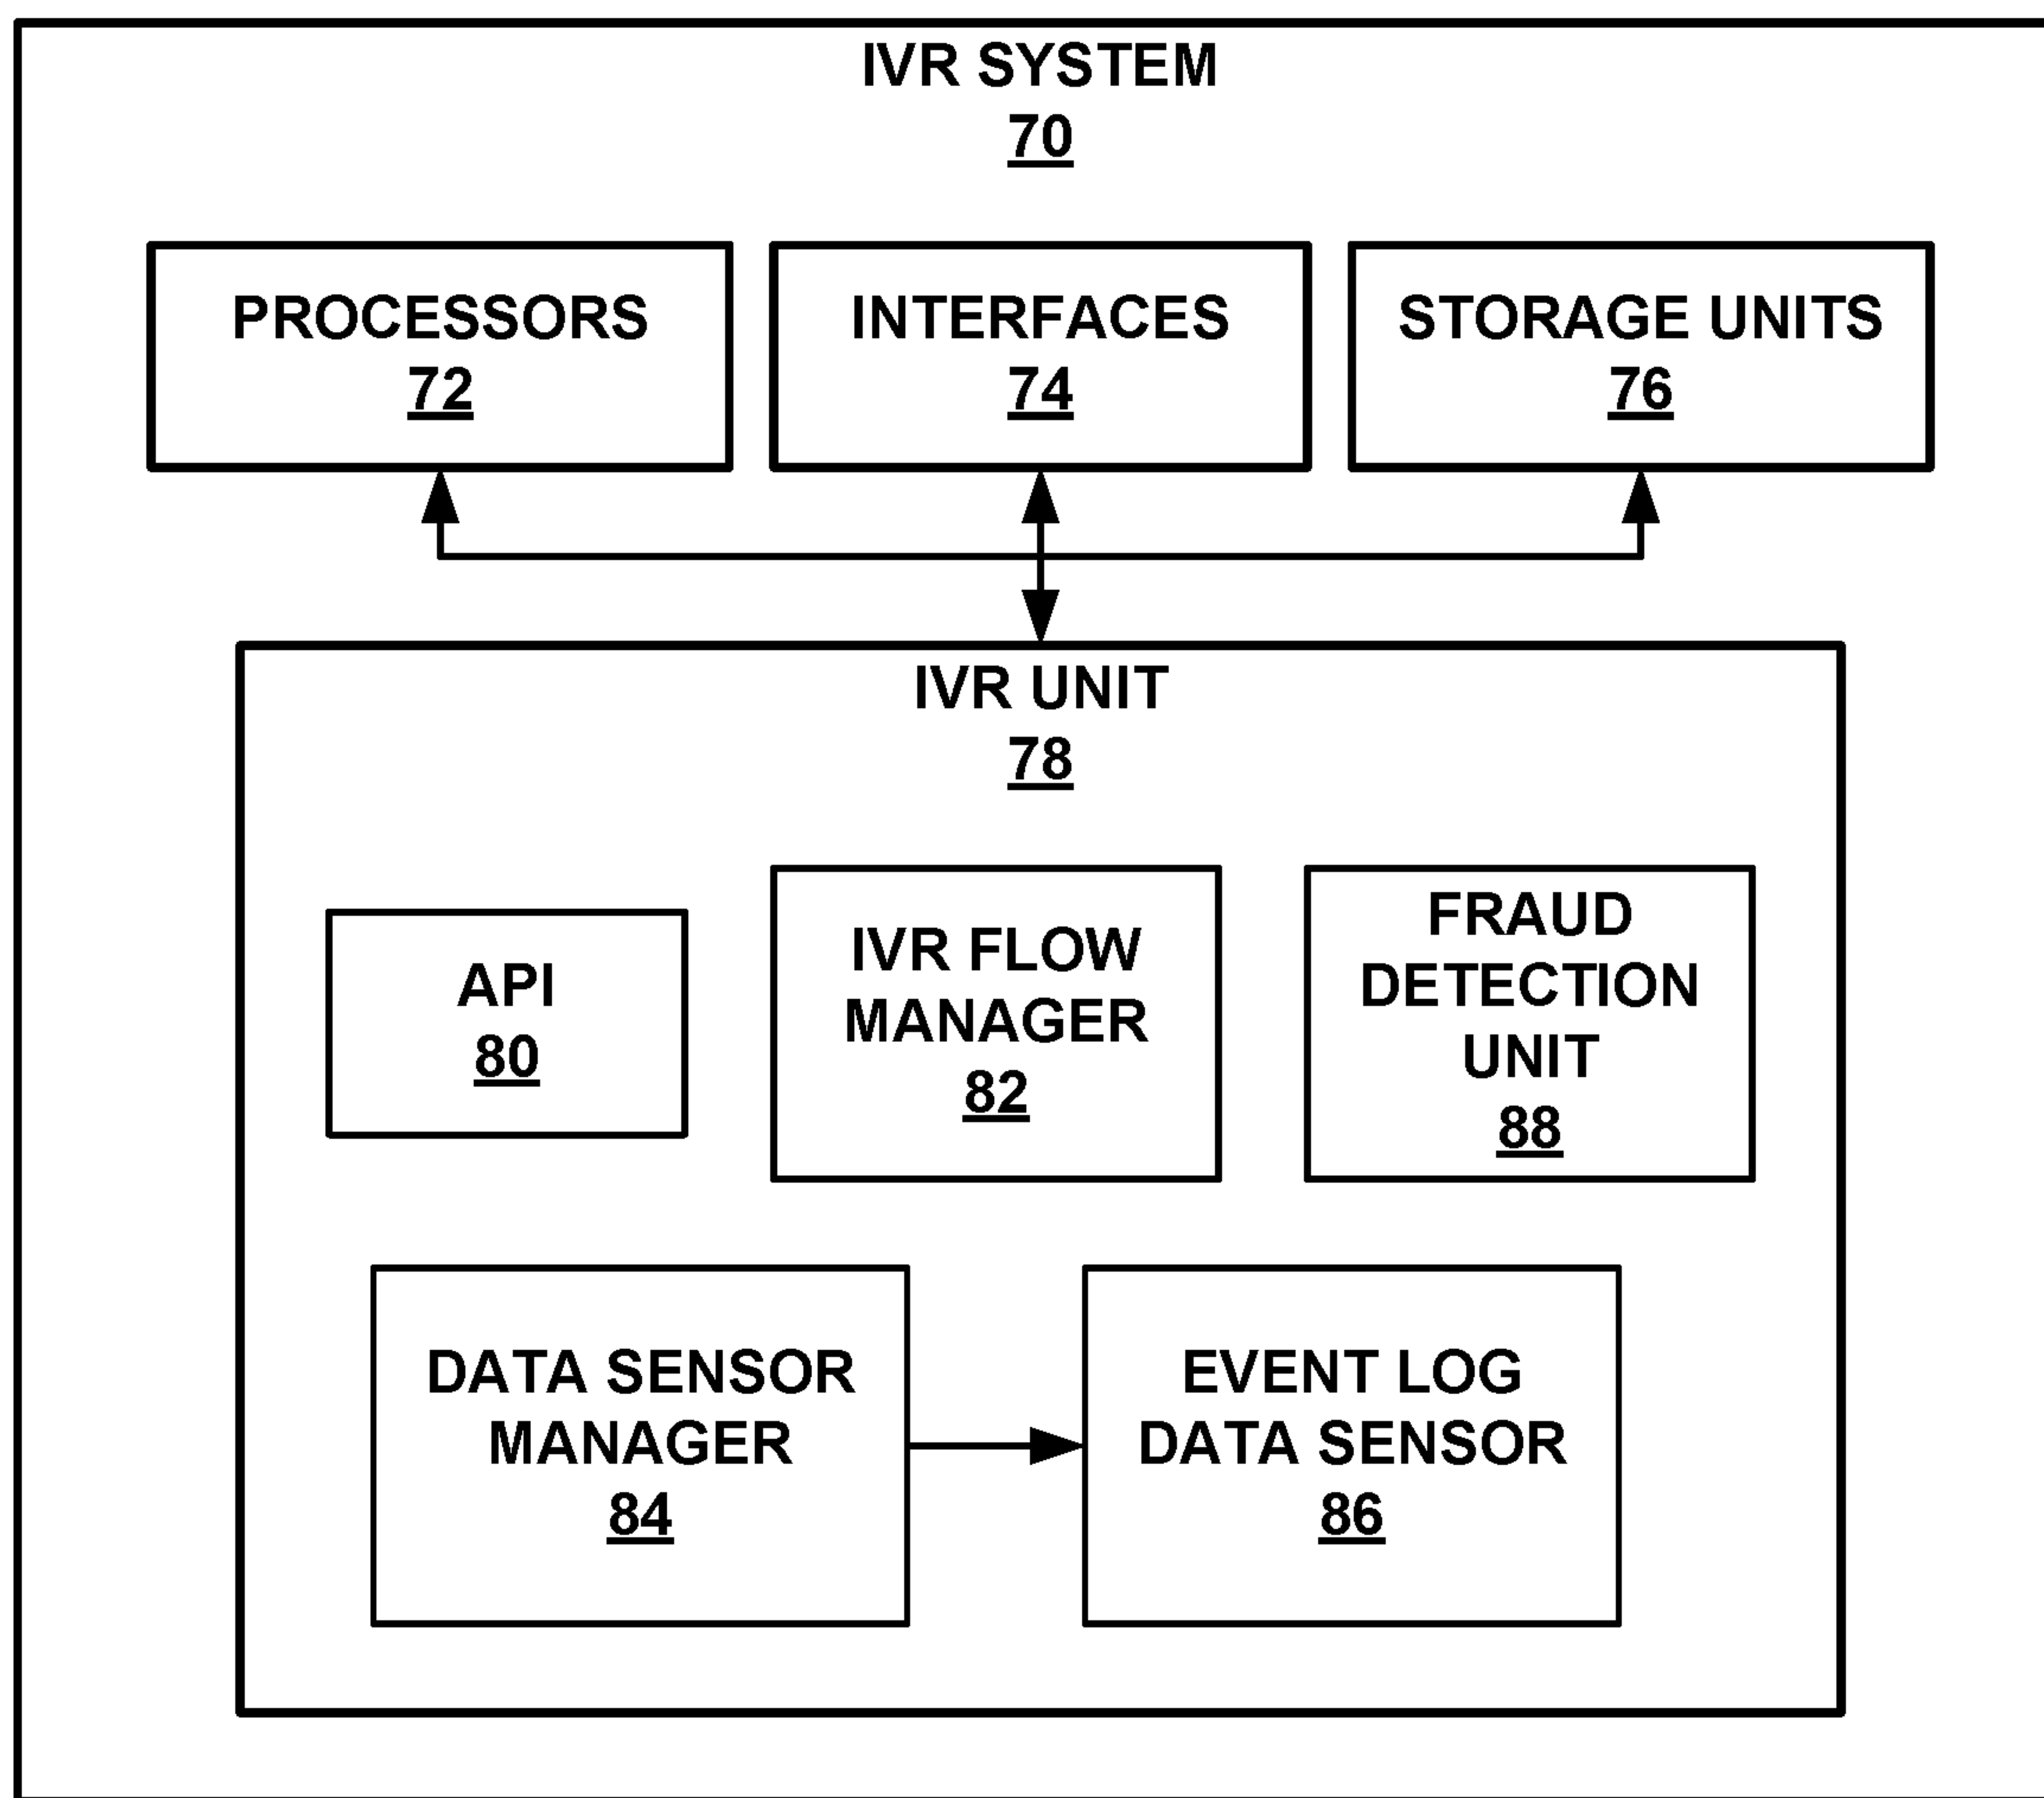 IVR SYSTEM
70
PROCESSORS
72
INTERFACES
74
STORAGE UNITS
76
IVR UNIT
78
API
80
IVR FLOW
MANAGER
82
FRAUD
DETECTION
UNIT
88
DATA SENSOR
MANAGER
84
EVENT LOG
DATA SENSOR
86